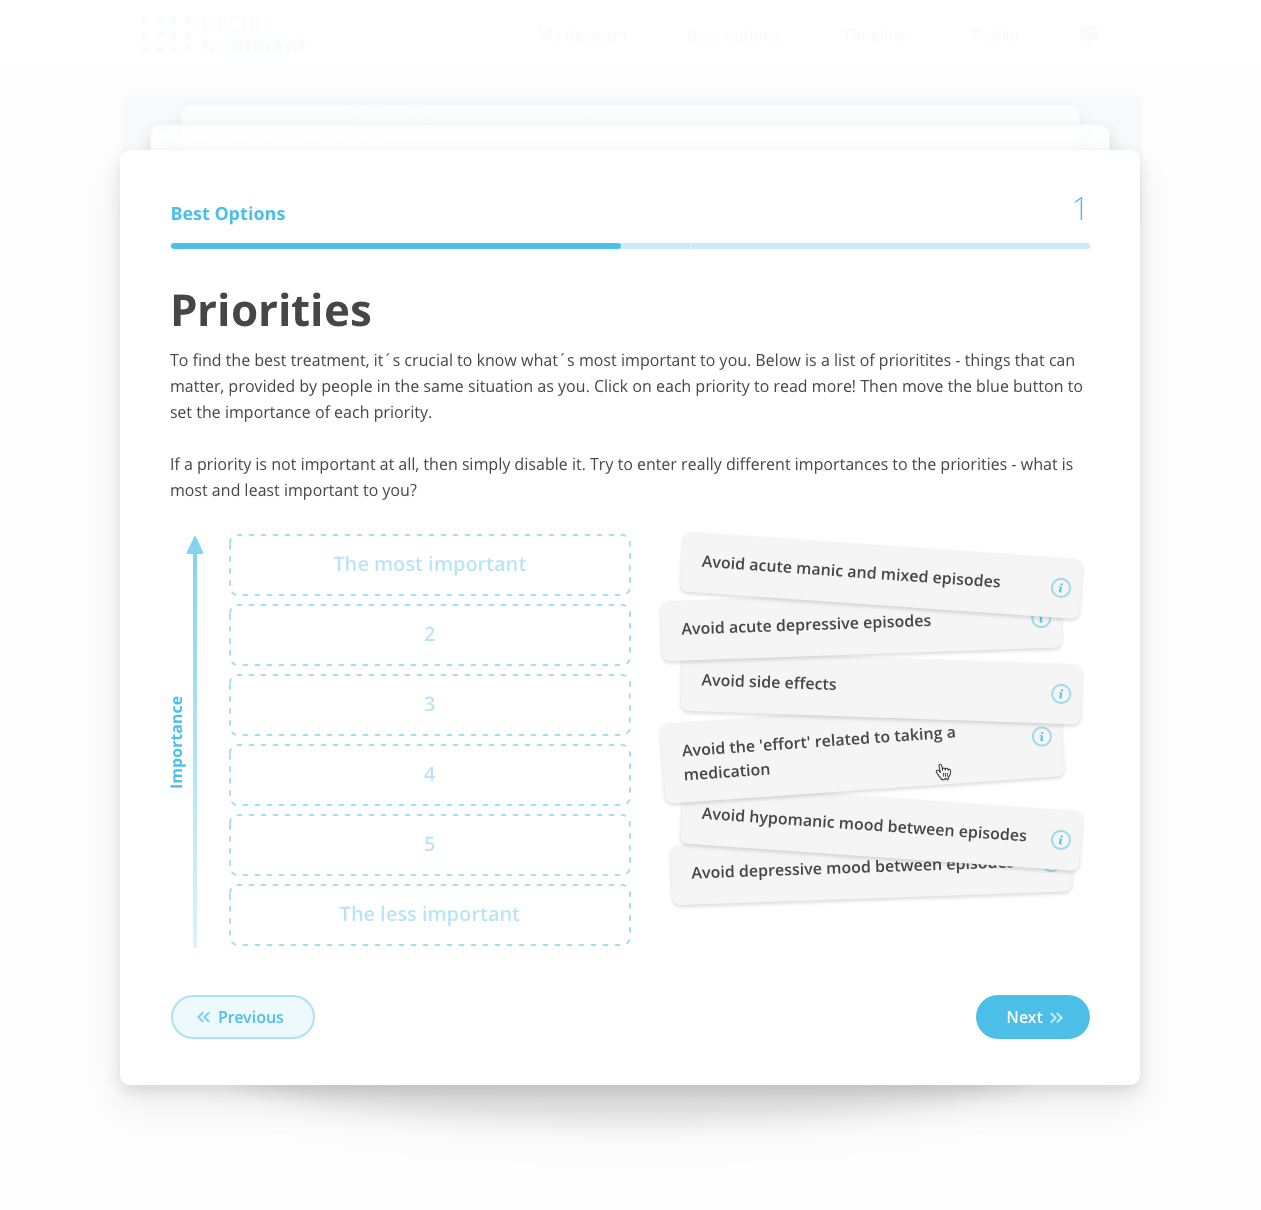 DECIDE
treatment
My desicion
Best options
Timeline
Profile
Best Options
1
Priorities
To find the best treatment, it´s crucial to know what´s most important to you. Below is a list of prioritites - things that can
matter, provided by people in the same situation as you. Click on each priority to read more! Then move the blue button to
set the importance of each priority.
If a priority is not important at all, then simply disable it. Try to enter really different importances to the priorities - what is
most and least important to you?
Importance
The most important
2
3
4
5
The less important
Avoid acute manic and mixed episodes
i
Avoid acute depressive episodes
i
Avoid side effects
i
Avoid the 'effort' related to taking a
medication
i
Avoid hypomanic mood between episodes
i
Avoid depressive mood between episodes
Previous
Next